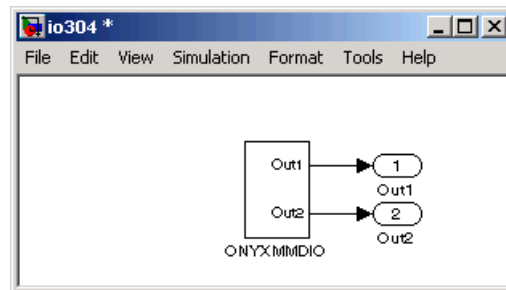 io304 *
File Edit View Simulation Format Tools Help
Out1 1
Out1
Out2 2
Out2
ONYXMMDIO